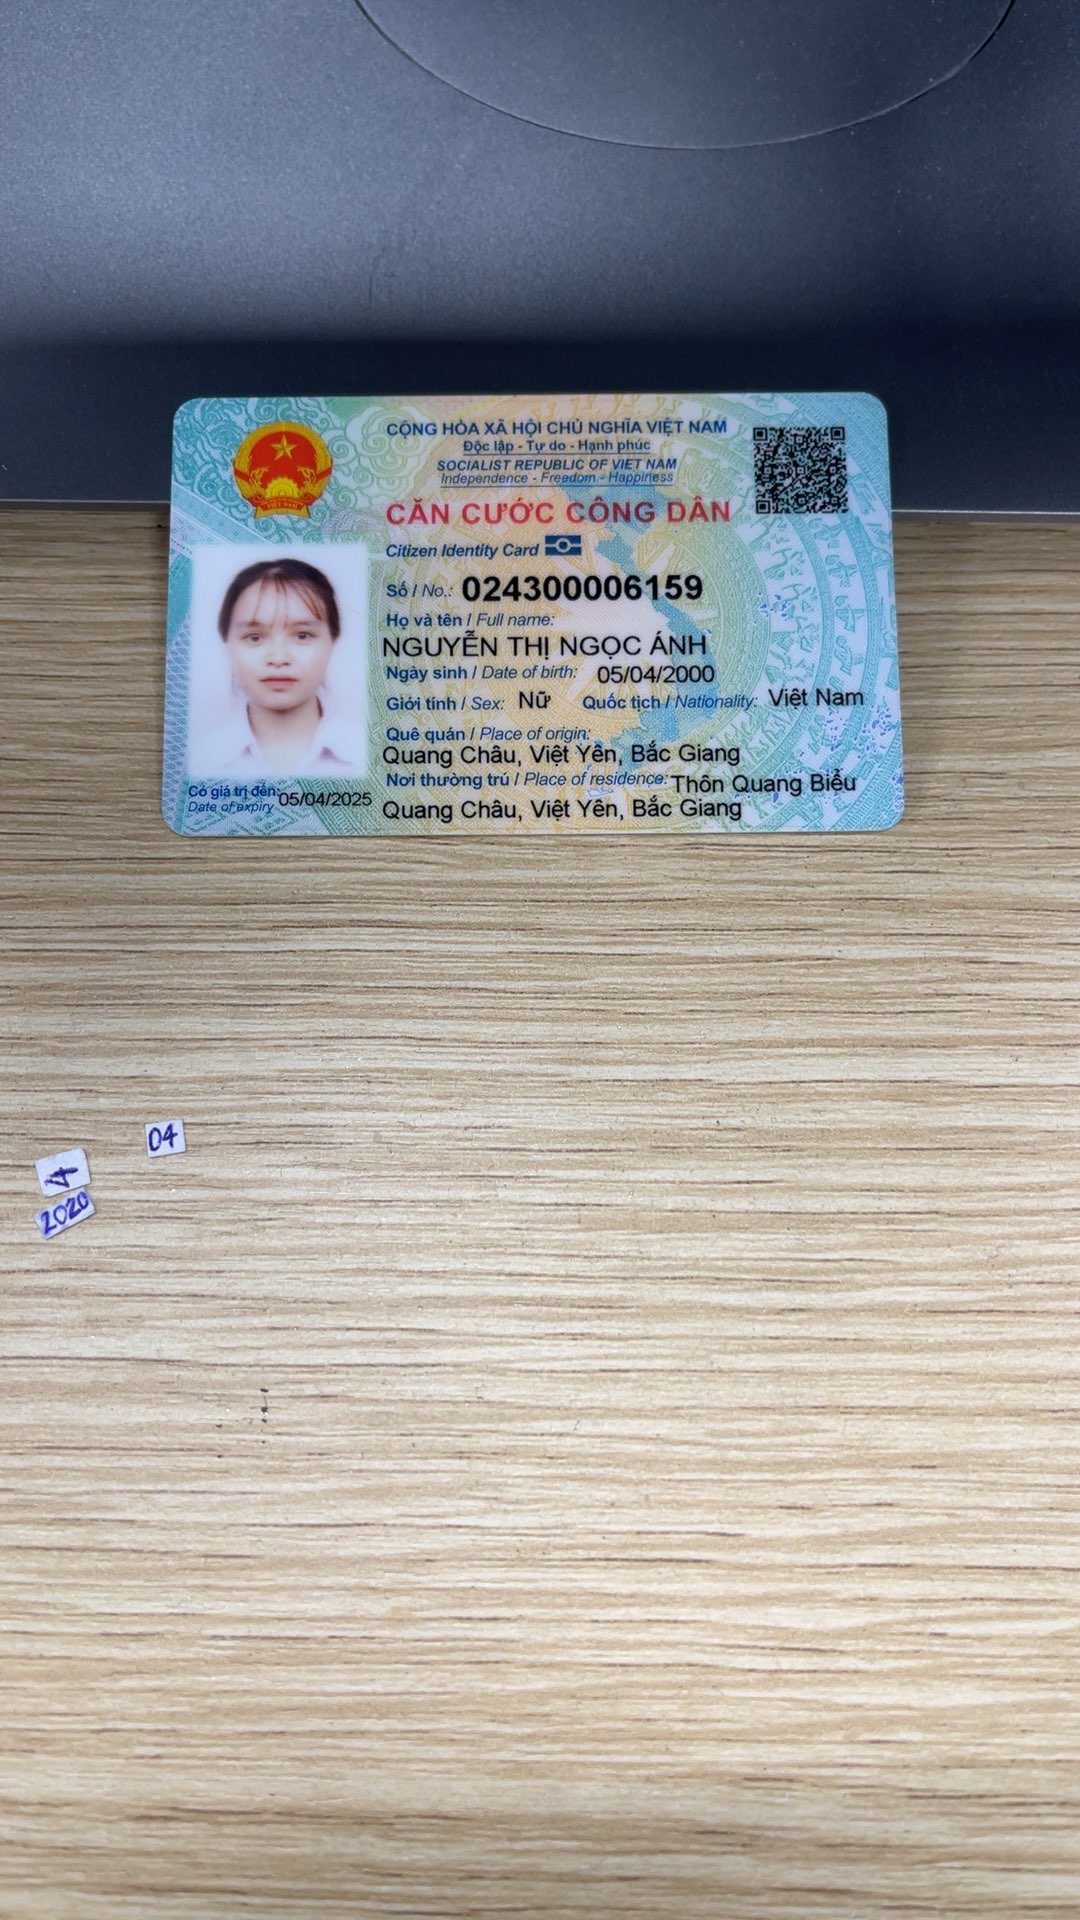 CỘNG HÒA XÃ HỘI CHỦ NGHĨA VIỆT NAM
Độc lập - Tự do - Hạnh phúc
SOCIALIST REPUBLIC OF VIET NAM
Independence - Freedom - Happiness
CĂN CƯỚC CÔNG DÂN
Citizen Identity Card
Số / No.: 024300006159
Họ và tên / Full name:
NGUYỄN THỊ NGỌC ÁNH
Ngày sinh / Date of birth: 05/04/2000
Giới tính / Sex: Nữ Quốc tịch / Nationality: Việt Nam
Quê quán / Place of origin:
Quang Châu, Việt Yên, Bắc Giang
Nơi thường trú / Place of residence: Thôn Quang Biểu
Quang Châu, Việt Yên, Bắc Giang
Có giá trị đến: 05/04/2025
Date of expiry
VIỆT NAM
04
4
2020